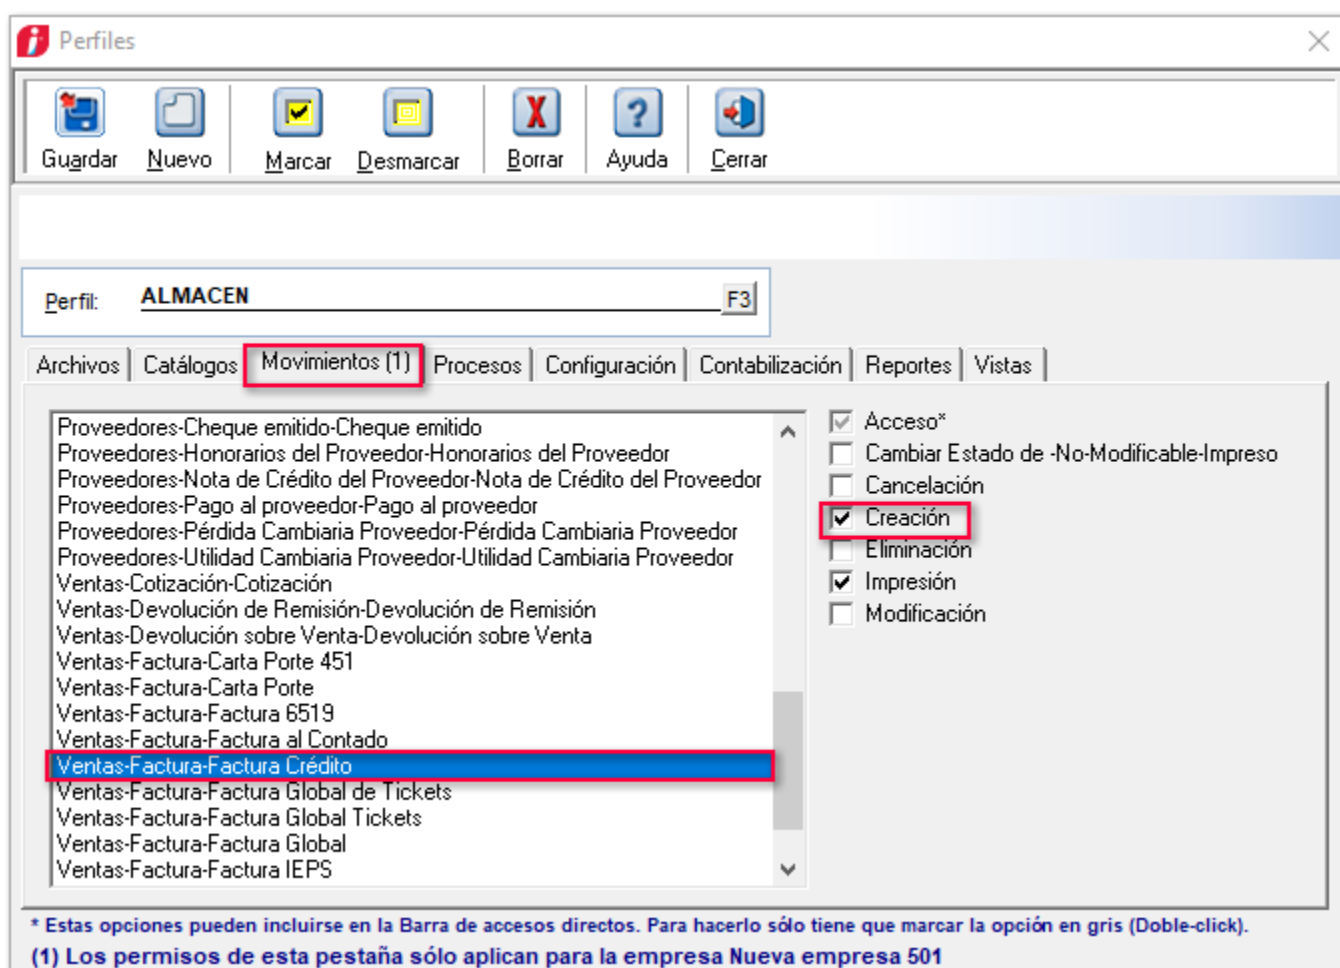 Perfiles
Guardar Nuevo Marcar Desmarcar Borrar Ayuda Cerrar
Perfil: ALMACEN F3
Archivos Catálogos Movimientos (1) Procesos Configuración Contabilización Reportes Vistas
Proveedores-Cheque emitido-Cheque emitido
Proveedores-Honorarios del Proveedor-Honorarios del Proveedor
Proveedores-Nota de Crédito del Proveedor-Nota de Crédito del Proveedor
Proveedores-Pago al proveedor-Pago al proveedor
Proveedores-Pérdida Cambiaria Proveedor-Pérdida Cambiaria Proveedor
Proveedores-Utilidad Cambiaria Proveedor-Utilidad Cambiaria Proveedor
Ventas-Cotización-Cotización
Ventas-Devolución de Remisión-Devolución de Remisión
Ventas-Devolución sobre Venta-Devolución sobre Venta
Ventas-Factura-Carta Porte 451
Ventas-Factura-Carta Porte
Ventas-Factura-Factura 6519
Ventas-Factura-Factura al Contado
Ventas-Factura-Factura Crédito
Ventas-Factura-Factura Global de Tickets
Ventas-Factura-Factura Global Tickets
Ventas-Factura-Factura Global
Ventas-Factura-Factura IEPS
Acceso*
Cambiar Estado de -No-Modificable-Impreso
Cancelación
Creación
Eliminación
Impresión
Modificación
* Estas opciones pueden incluirse en la Barra de accesos directos. Para hacerlo sólo tiene que marcar la opción en gris (Doble-click).
(1) Los permisos de esta pestaña sólo aplican para la empresa Nueva empresa 501